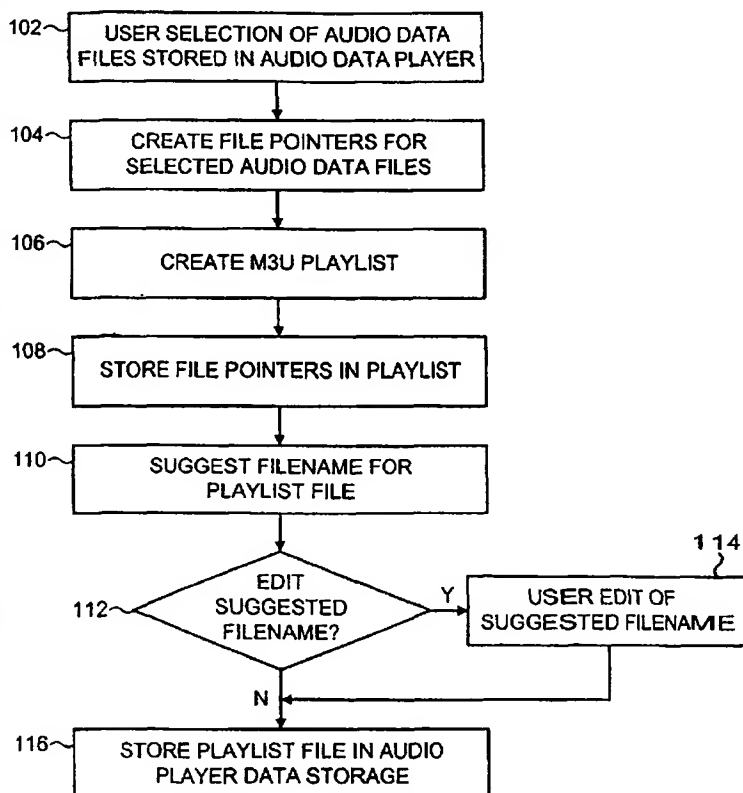 102
USER SELECTION OF AUDIO DATA
FILES STORED IN AUDIO DATA PLAYER
104
CREATE FILE POINTERS FOR
SELECTED AUDIO DATA FILES
106
CREATE M3U PLAYLIST
108
STORE FILE POINTERS IN PLAYLIST
110
SUGGEST FILENAME FOR
PLAYLIST FILE
112
EDIT
SUGGESTED
FILENAME?
Y
114
USER EDIT OF
SUGGESTED FILENAME
N
116
STORE PLAYLIST FILE IN AUDIO
PLAYER DATA STORAGE